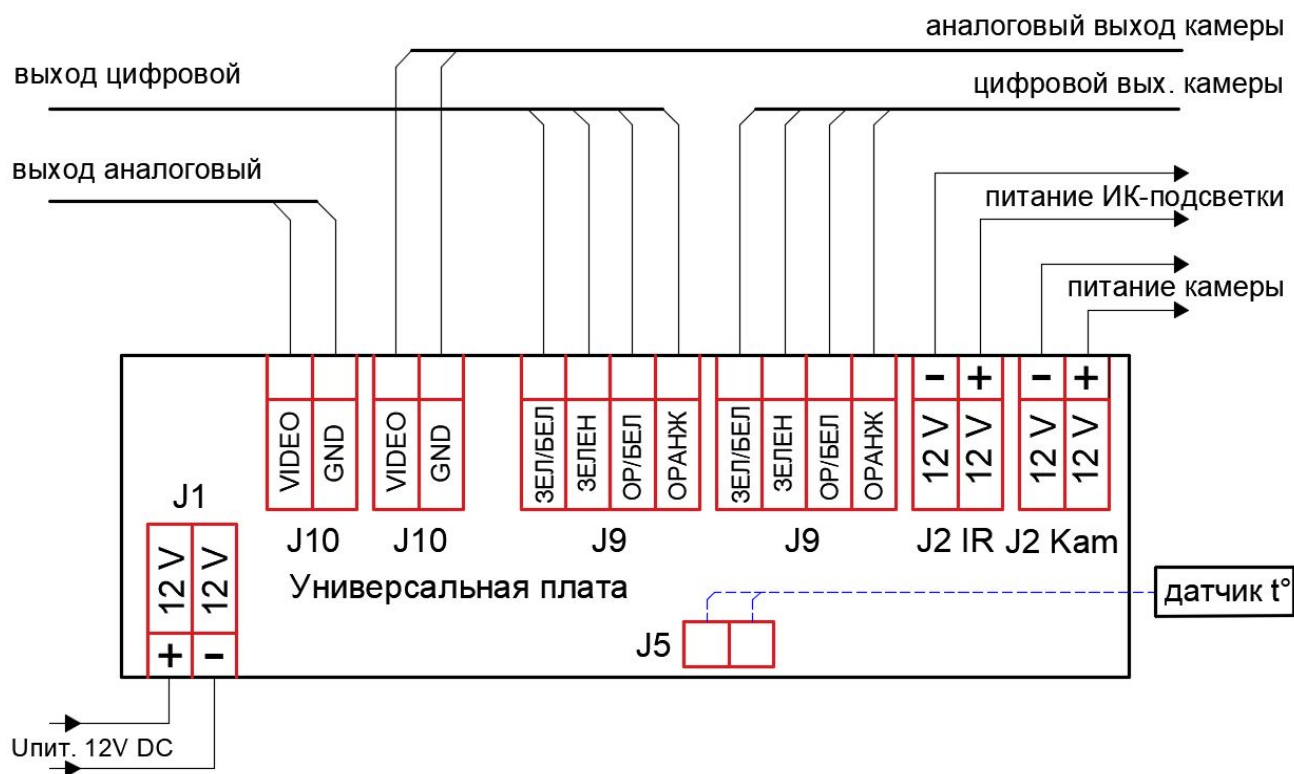 аналоговый выход камеры
выход цифровой
цифровой вых. камеры
выход аналоговый
питание ИК-подсветки
питание камеры
- + - +
VIDEO GND VIDEO GND ЗЕЛ/БЕЛ ЗЕЛЕН ОР/БЕЛ ОРАНЖ ЗЕЛ/БЕЛ ЗЕЛЕН ОР/БЕЛ ОРАНЖ 12 V 12 V 12 V 12 V
J1
J10 J10 J9 J9 J2 IR J2 Kam
12 V 12 V
Универсальная плата
датчик t°
J5
+ -
Uпит. 12V DC